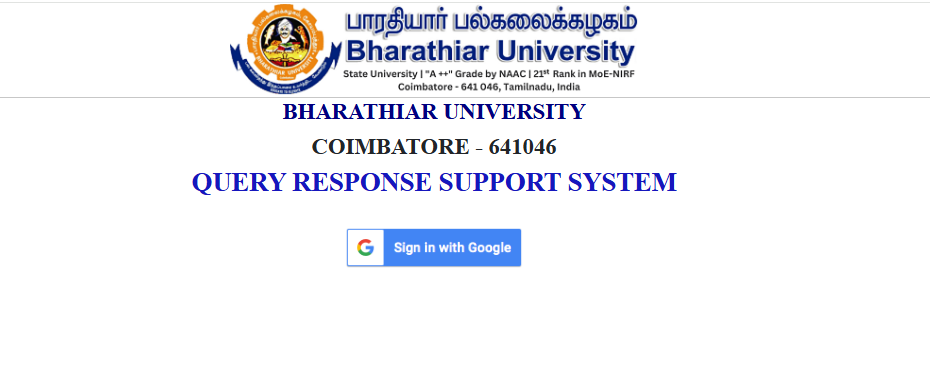 பாரதியார் பல்கலைக்கழகம்
Bharathiar University
State University | "A ++" Grade by NAAC | 21st Rank in MoE-NIRF
Coimbatore - 641 046, Tamilnadu, India
BHARATHIAR UNIVERSITY
COIMBATORE - 641046
QUERY RESPONSE SUPPORT SYSTEM
Sign in with Google